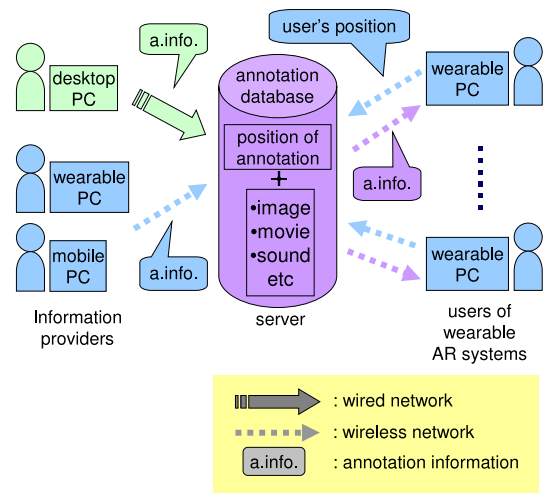 a.info.
user's position
desktop
PC
annotation
database
wearable
PC
position of
annotation
+
•image
•movie
•sound
etc
wearable
PC
a.info.
mobile
PC
a.info.
wearable
PC
Information
providers
server
users of
wearable
AR systems
: wired network
: wireless network
a.info.
: annotation information